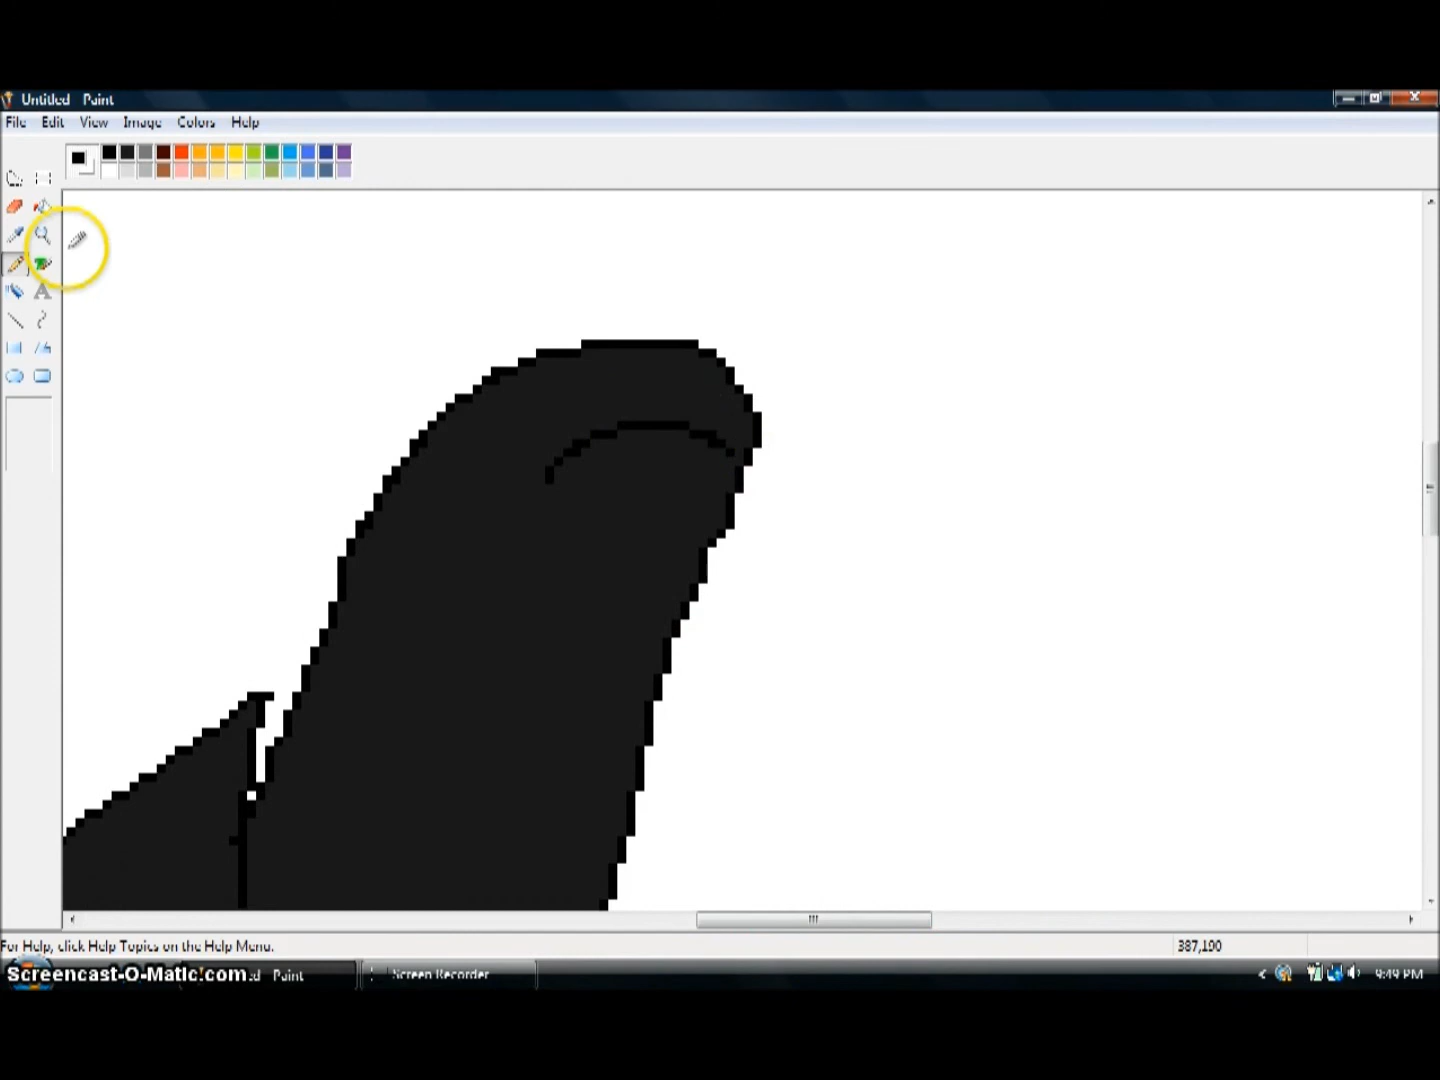 Untitled Paint
File Edit View Image Colors Help
A
For Help, click Help Topics on the Help Menu.
387,190
Screencast-O-Matic.com
Paint
Screen Recorder
9:49 PM